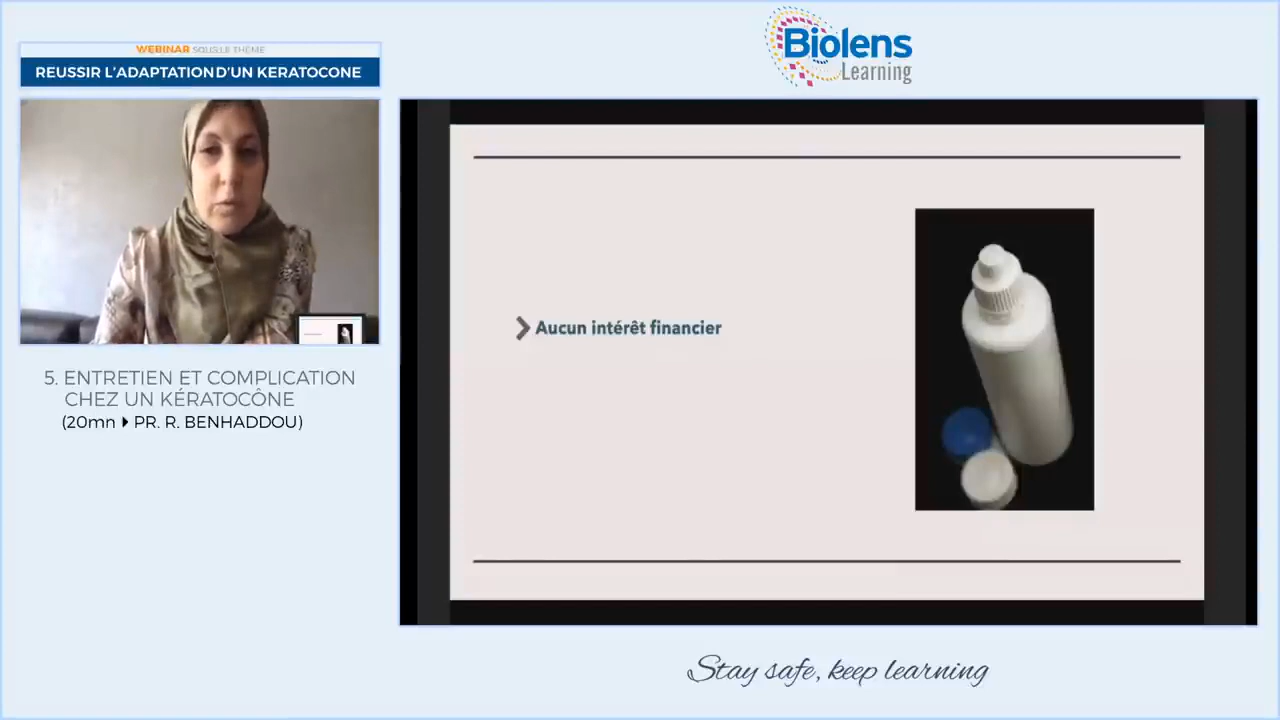 WEBINAR SOUS LE THÈME
REUSSIR L'ADAPTATION D'UN KERATOCONE
Biolens
Learning
Aucun intérêt financier
5. ENTRETIEN ET COMPLICATION
CHEZ UN KÉRATOCÔNE
(20mn PR. R. BENHADDOU)
Stay safe, keep learning